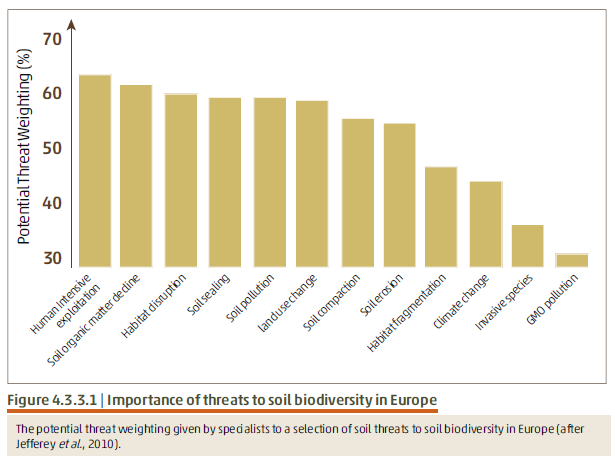 Potential Threat Weighting (%)
70
60
50
40
30
Human Intensive
exploitation
Soil organic matter decline
Habitat disruption
Soil sealing
Soil pollution
land use change
Soil compaction
Soil erosion
Habitat fragmentation
Climate change
Invasive species
GMO pollution
Figure 4.3.3.1 | Importance of threats to soil biodiversity in Europe
The potential threat weighting given by specialists to a selection of soil threats to soil biodiversity in Europe (after
Jefferey et al., 2010).